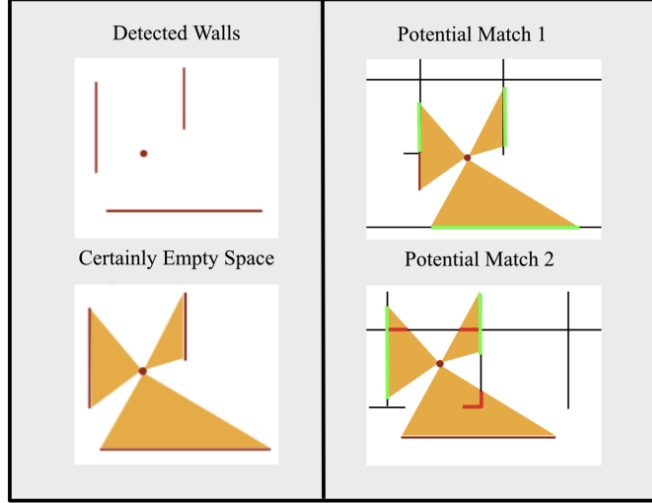 Detected Walls
Certainly Empty Space
Potential Match 1
Potential Match 2